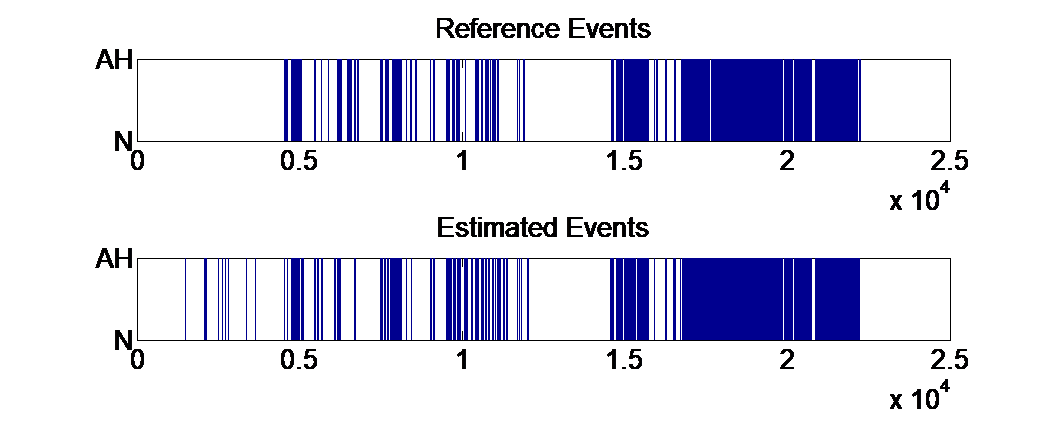 Reference Events
AH
N
0 0.5 1 1.5 2 2.5
x 10^4
Estimated Events
AH
N
0 0.5 1 1.5 2 2.5
x 10^4